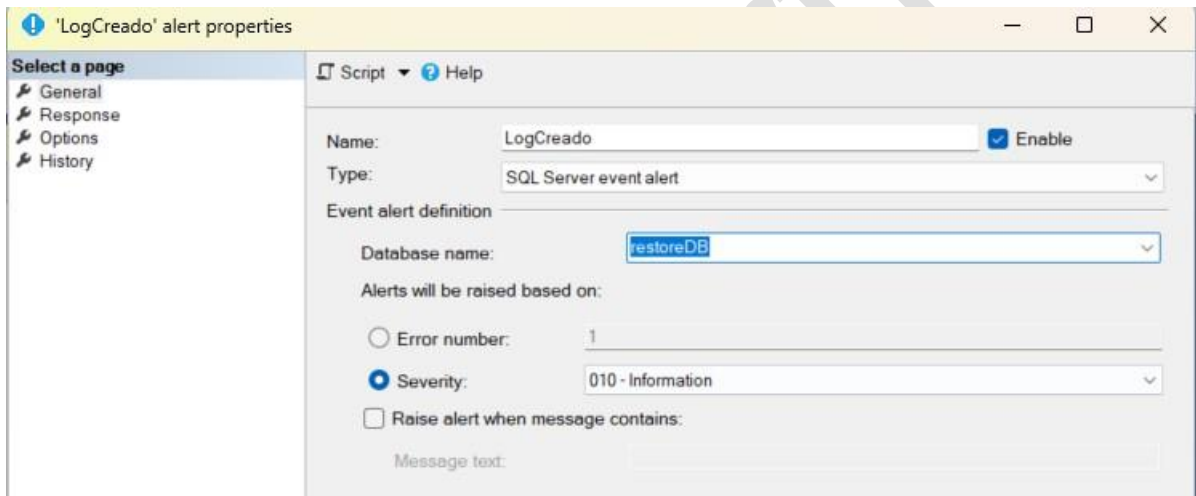 'LogCreado' alert properties
Select a page
General
Response
Options
History
Script Help
Name: LogCreado Enable
Type: SQL Server event alert
Event alert definition
Database name: restoreDB
Alerts will be raised based on:
Error number: 1
Severity: 010 - Information
Raise alert when message contains:
Message text: